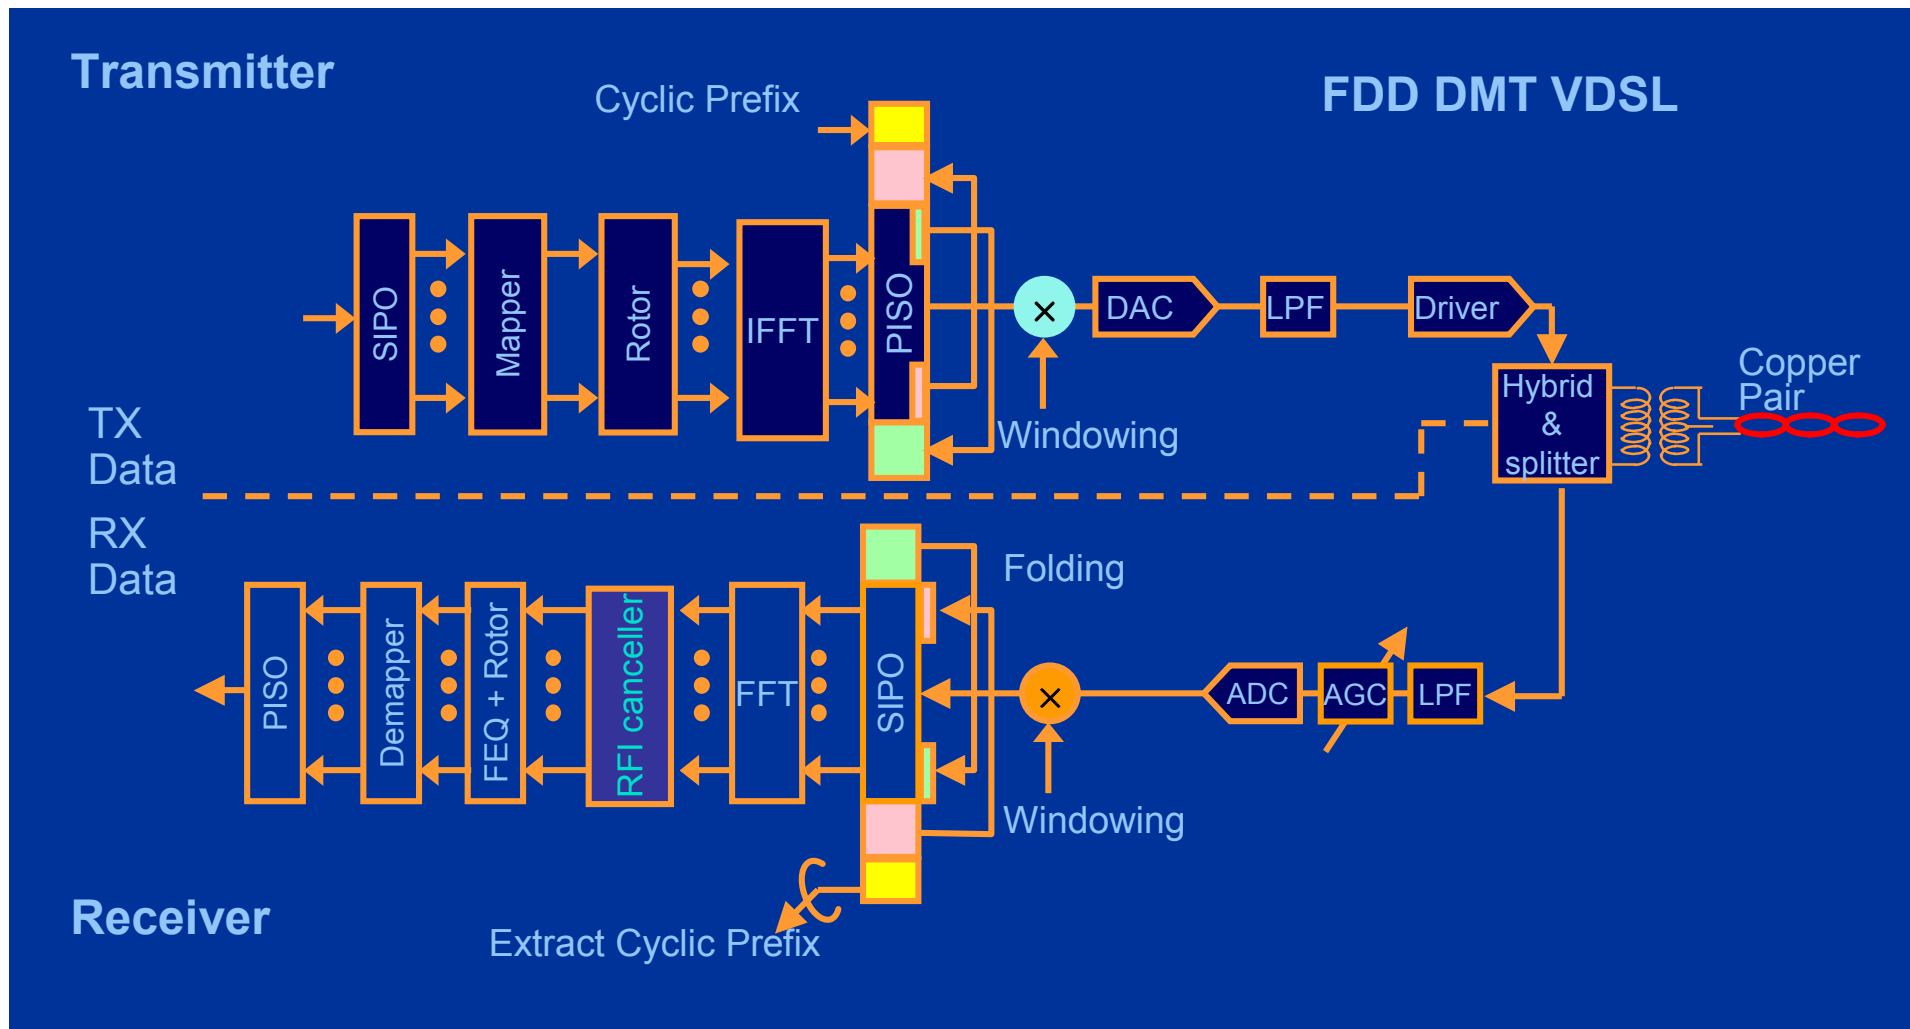 Transmitter
FDD DMT VDSL
Cyclic Prefix
SIPO
Mapper
Rotor
IFFT
PISO
×
DAC
LPF
Driver
Windowing
Hybrid
&
splitter
Copper
Pair
TX
Data
RX
Data
Folding
PISO
Demapper
FEQ + Rotor
RFI canceller
FFT
SIPO
×
ADC
AGC
LPF
Windowing
Receiver
Extract Cyclic Prefix